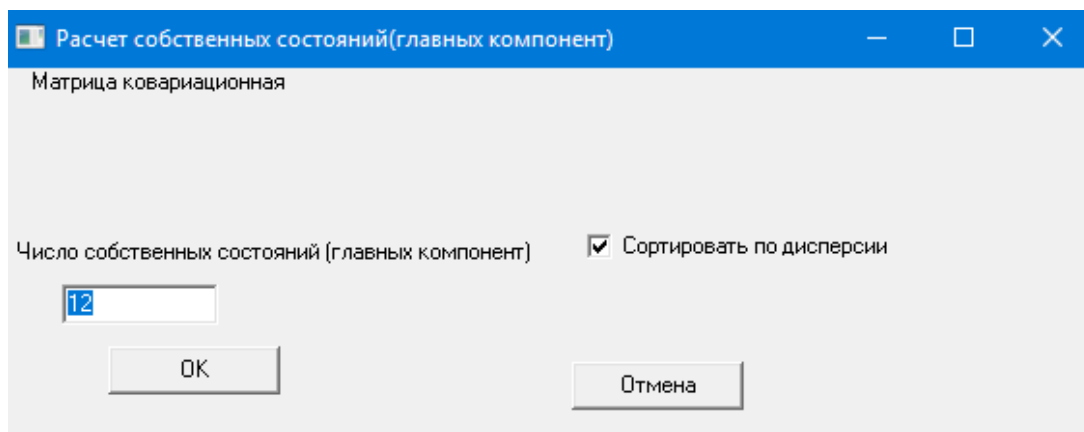 Расчет собственных состояний(главных компонент)
Матрица ковариационная
Число собственных состояний (главных компонент)
Сортировать по дисперсии
12
OK
Отмена